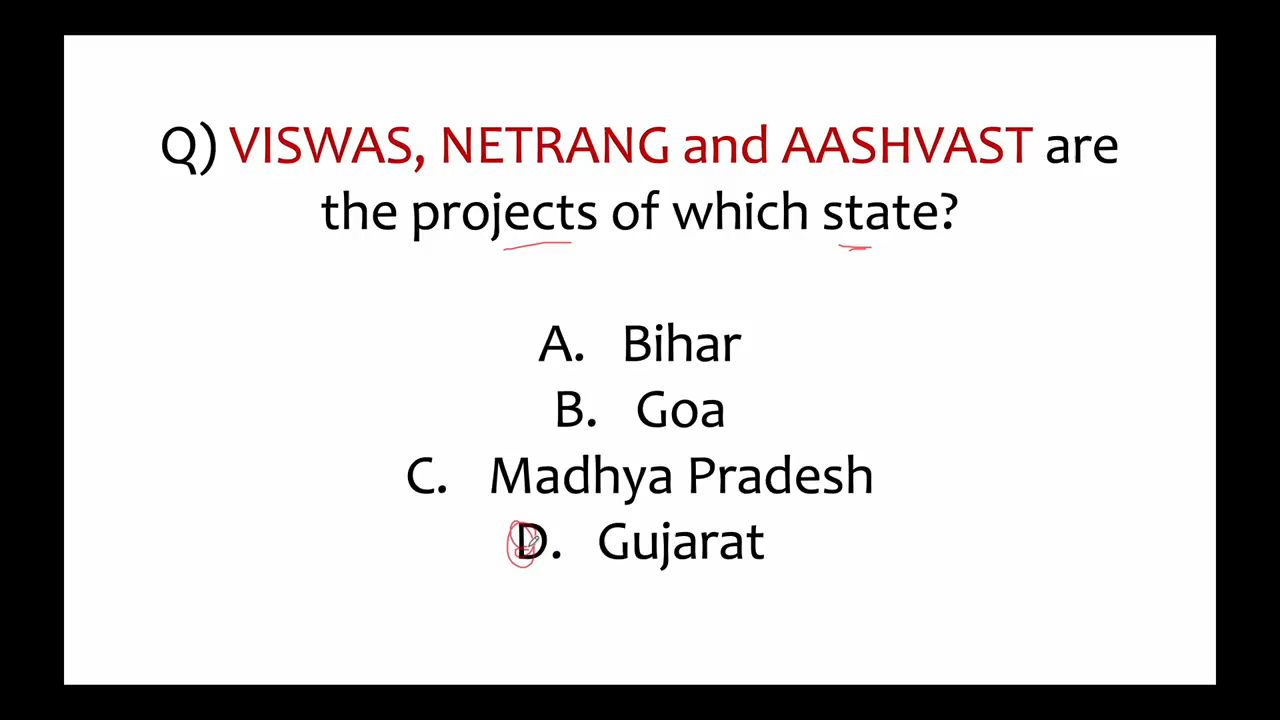 Q) VISWAS, NETRANG and AASHVAST are
the projects of which state?
A. Bihar
B. Goa
C. Madhya Pradesh
D. Gujarat